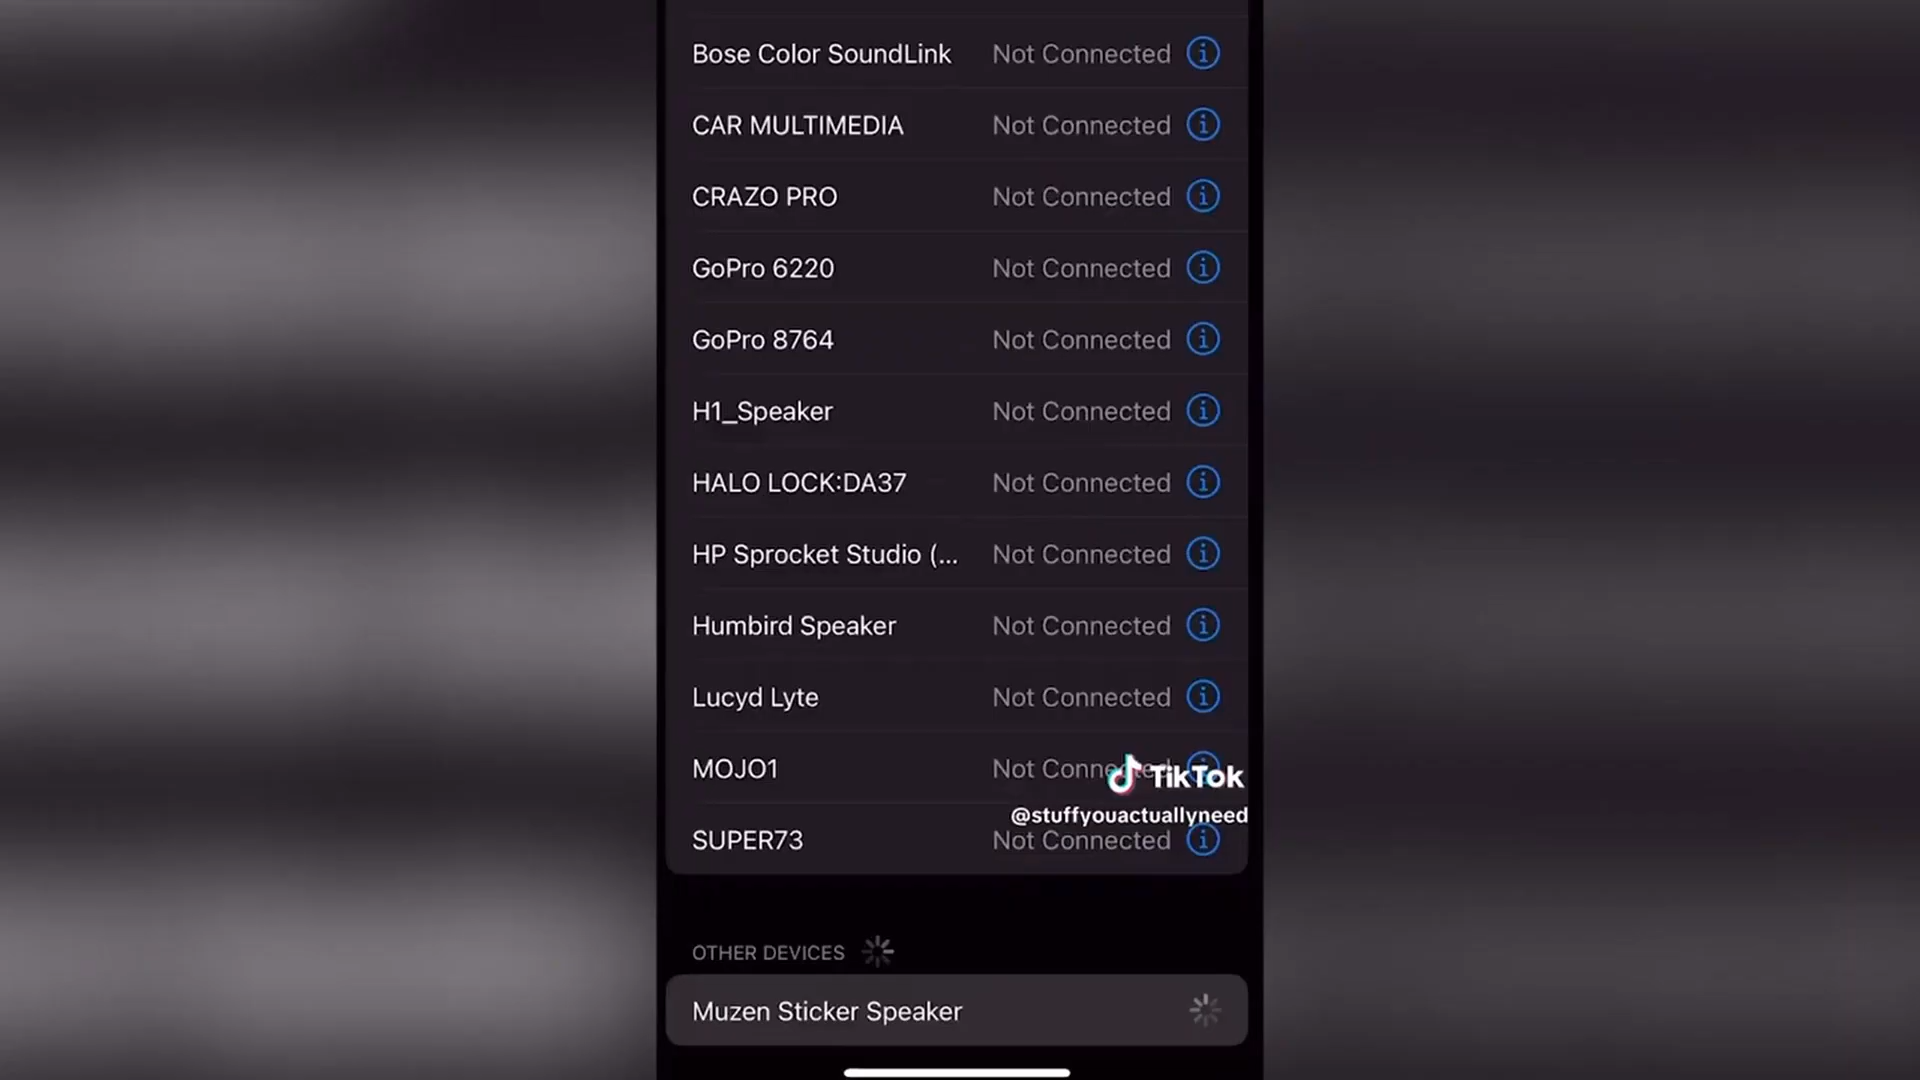 Bose Color SoundLink Not Connected
CAR MULTIMEDIA Not Connected
CRAZO PRO Not Connected
GoPro 6220 Not Connected
GoPro 8764 Not Connected
H1_Speaker Not Connected
HALO LOCK:DA37 Not Connected
HP Sprocket Studio (... Not Connected
Humbird Speaker Not Connected
Lucyd Lyte Not Connected
MOJO1 Not Connected
TikTok
@stuffyouactuallyneed
SUPER73 Not Connected
OTHER DEVICES
Muzen Sticker Speaker